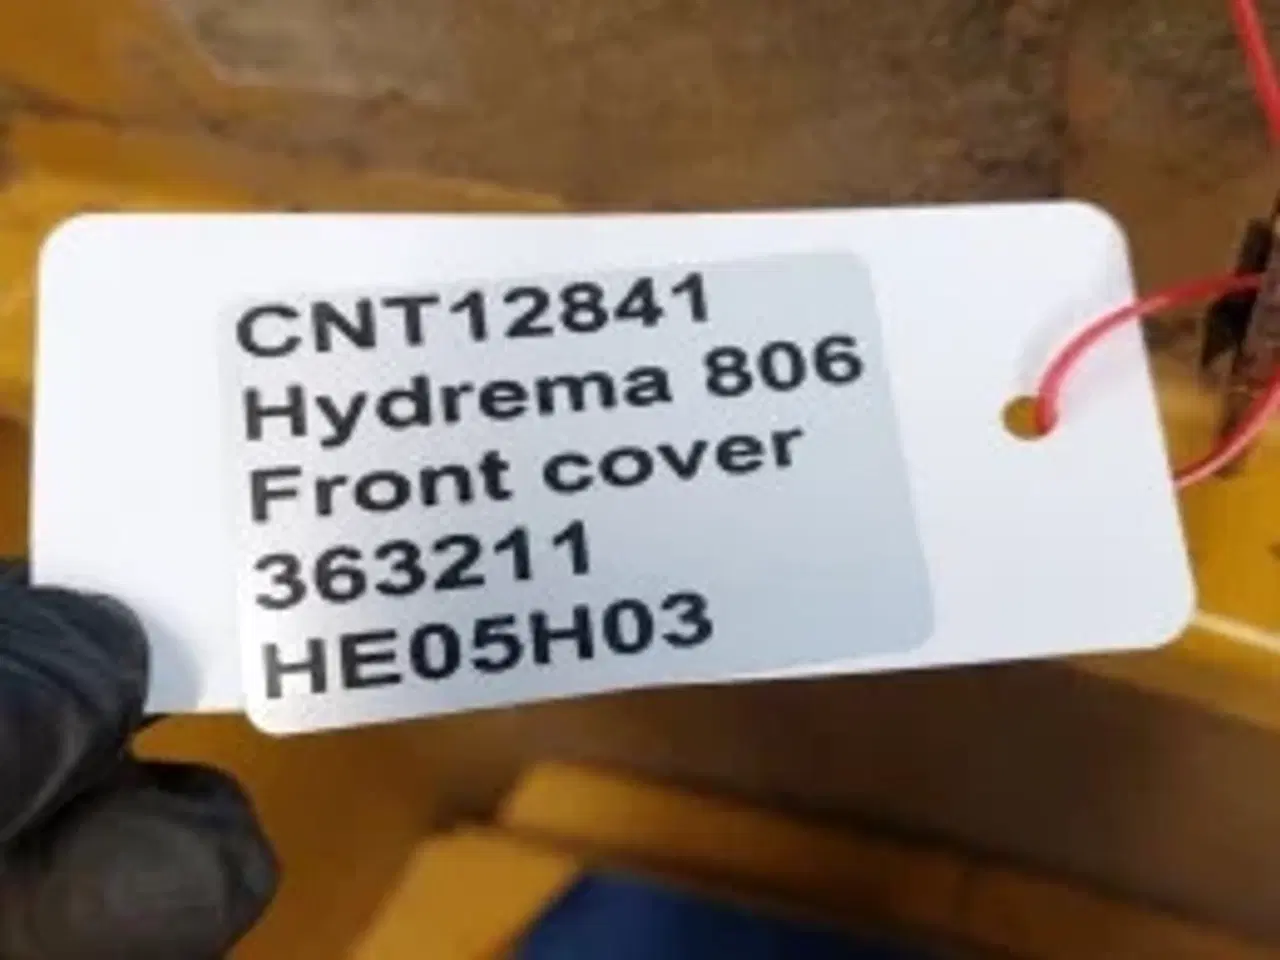 CNT12841
Hydrema 806
Front cover
363211
HE05H03